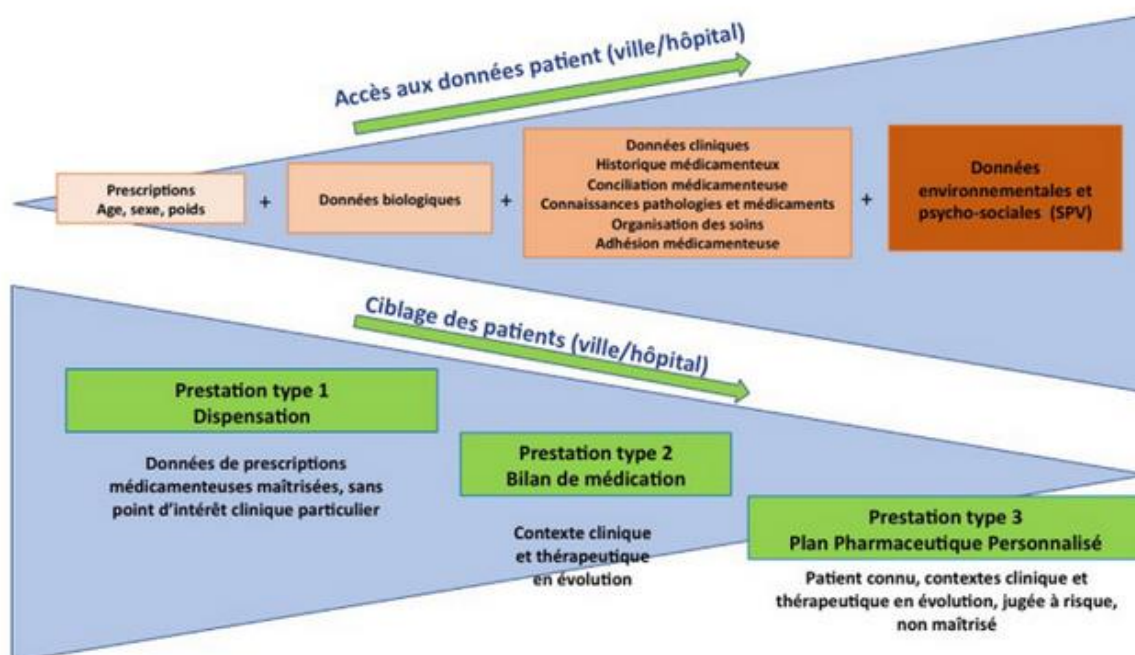 Accès aux données patient (ville/hôpital)
Prescriptions
Age, sexe, poids
+
Données biologiques
+
Données cliniques
Historique médicamenteux
Conciliation médicamenteuse
Connaissances pathologies et médicaments
Organisation des soins
Adhésion médicamenteuse
+
Données
environnementales et
psycho-sociales (SPV)
Ciblage des patients (ville/hôpital)
Prestation type 1
Dispensation
Données de prescriptions
médicamenteuses maîtrisées, sans
point d'intérêt clinique particulier
Prestation type 2
Bilan de médication
Contexte clinique
et thérapeutique
en évolution
Prestation type 3
Plan Pharmaceutique Personnalisé
Patient connu, contextes clinique et
thérapeutique en évolution, jugée à risque,
non maîtrisé